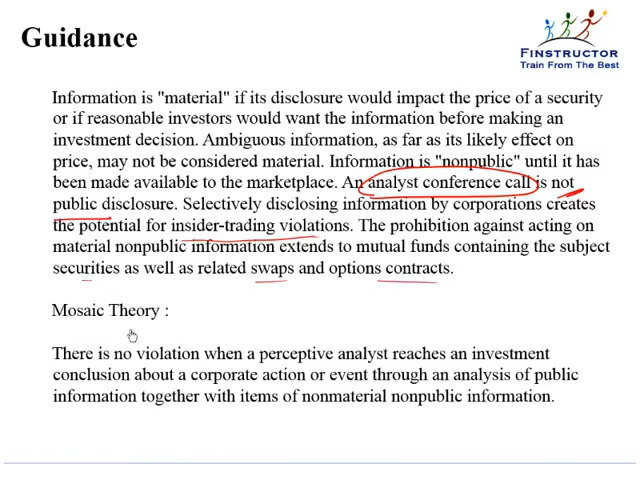 Guidance
FINSTRUCTOR
TRAIN FROM THE BEST
Information is "material" if its disclosure would impact the price of a security
or if reasonable investors would want the information before making an
investment decision. Ambiguous information, as far as its likely effect on
price, may not be considered material. Information is "nonpublic" until it has
been made available to the marketplace. An analyst conference call is not
public disclosure. Selectively disclosing information by corporations creates
the potential for insider-trading violations. The prohibition against acting on
material nonpublic information extends to mutual funds containing the subject
securities as well as related swaps and options contracts.
Mosaic Theory :
There is no violation when a perceptive analyst reaches an investment
conclusion about a corporate action or event through an analysis of public
information together with items of nonmaterial nonpublic information.